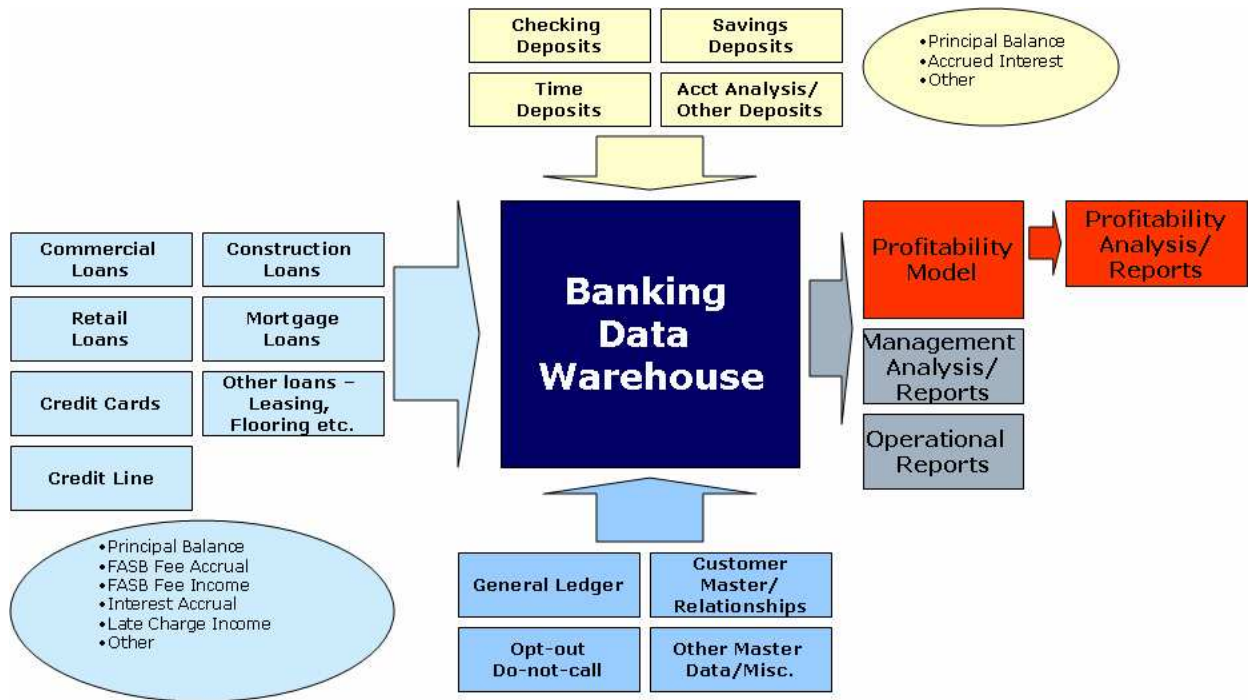 Checking
Deposits
Savings
Deposits
Time
Deposits
Acct Analysis/
Other Deposits
•Principal Balance
•Accrued Interest
•Other
Commercial
Loans
Construction
Loans
Retail
Loans
Mortgage
Loans
Credit Cards
Other loans –
Leasing,
Flooring etc.
Credit Line
•Principal Balance
•FASB Fee Accrual
•FASB Fee Income
•Interest Accrual
•Late Charge Income
•Other
Banking
Data
Warehouse
Profitability
Model
Profitability
Analysis/
Reports
Management
Analysis/
Reports
Operational
Reports
General Ledger
Customer
Master/
Relationships
Opt-out
Do-not-call
Other Master
Data/Misc.